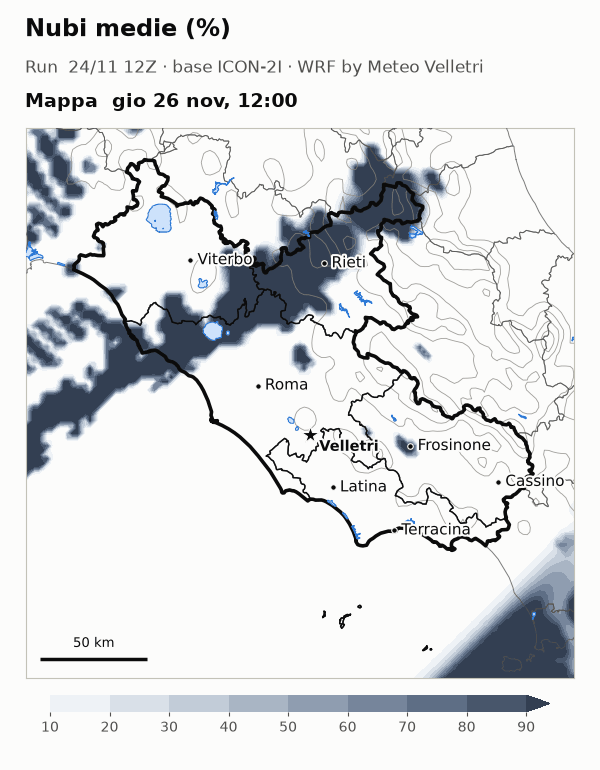 Nubi medie (%)
Run  24/11 12Z · base ICON-2I · WRF by Meteo Velletri
Mappa  gio 26 nov, 12:00
Viterbo
Rieti
Roma
Velletri
Frosinone
Latina
Cassino
Terracina
50 km
10 20 30 40 50 60 70 80 90